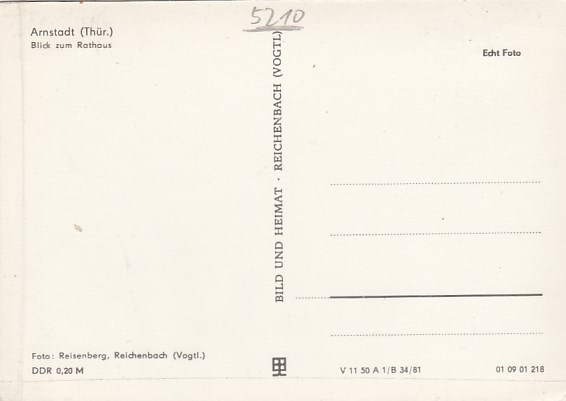 5210
Arnstadt (Thür.)
Blick zum Rathaus
Echt Foto
BILD UND HEIMAT · REICHENBACH (VOGTL)
Foto: Reisenberg, Reichenbach (Vogtl.)
DDR 0,20 M
V 11 50 A 1/B 34/81
01 09 01 218